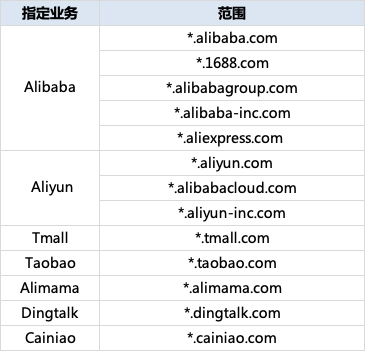 指定业务 范围
Alibaba
*.alibaba.com
*.1688.com
*.alibabagroup.com
*.alibaba-inc.com
*.aliexpress.com
Aliyun
*.aliyun.com
*.alibabacloud.com
*.aliyun-inc.com
Tmall *.tmall.com
Taobao *.taobao.com
Alimama *.alimama.com
Dingtalk *.dingtalk.com
Cainiao *.cainiao.com